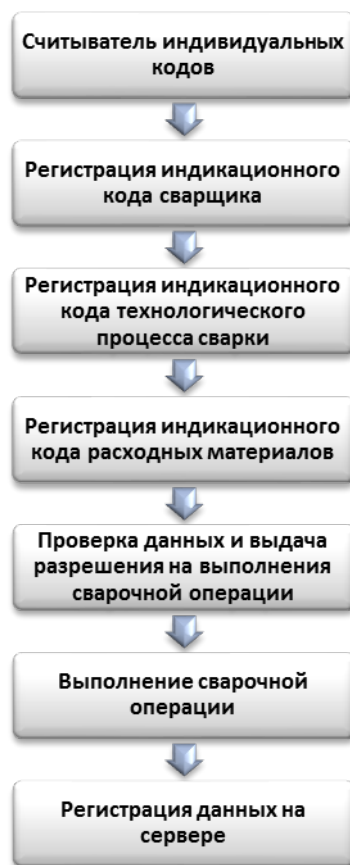 Считыватель индивидуальных
кодов
Регистрация индикационного
кода сварщика
Регистрация индикационного
кода технологического
процесса сварки
Регистрация индикационного
кода расходных материалов
Проверка данных и выдача
разрешения на выполнения
сварочной операции
Выполнение сварочной
операции
Регистрация данных на
сервере